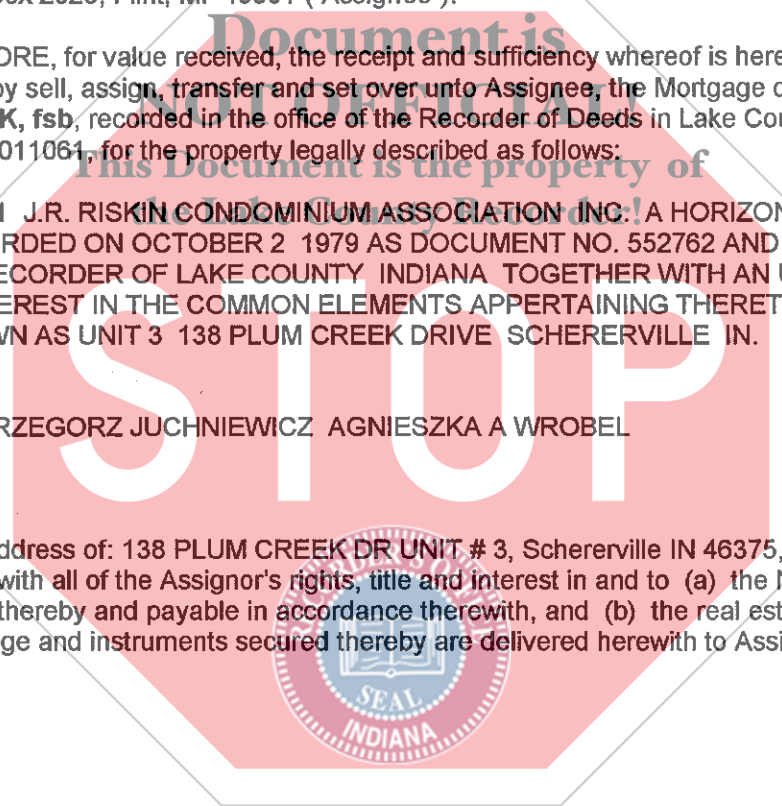 Flint, MI
Document is
ORE, for value received, the receipt and sufficiency whereof is here
by sell, assign, transfer and set over unto Assignee, the Mortgage d
NOT OFFICIAL
K, fsb, recorded in the office of the Recorder of Deeds in Lake Cou
011061, for the property legally described as follows:
This Document is the property of
the Lake County Recorder!
J.R. RISKIN CONDOMINIUM ASSOCIATION INC. A HORIZON
RDED ON OCTOBER 2 1979 AS DOCUMENT NO. 552762 AND
ECORDER OF LAKE COUNTY INDIANA TOGETHER WITH AN U
EREST IN THE COMMON ELEMENTS APPERTAINING THERET
WN AS UNIT 3 138 PLUM CREEK DRIVE SCHERERVILLE IN.
STOP
RZEGORZ JUCHNIEWICZ AGNIESZKA A WROBEL
ddress of: 138 PLUM CREEK DR UNIT # 3, Schererville IN 46375,
with all of the Assignor's rights, title and interest in and to (a) the N
thereby and payable in accordance therewith, and (b) the real est
ge and instruments secured thereby are delivered herewith to Assi
SEAL
INDIANA